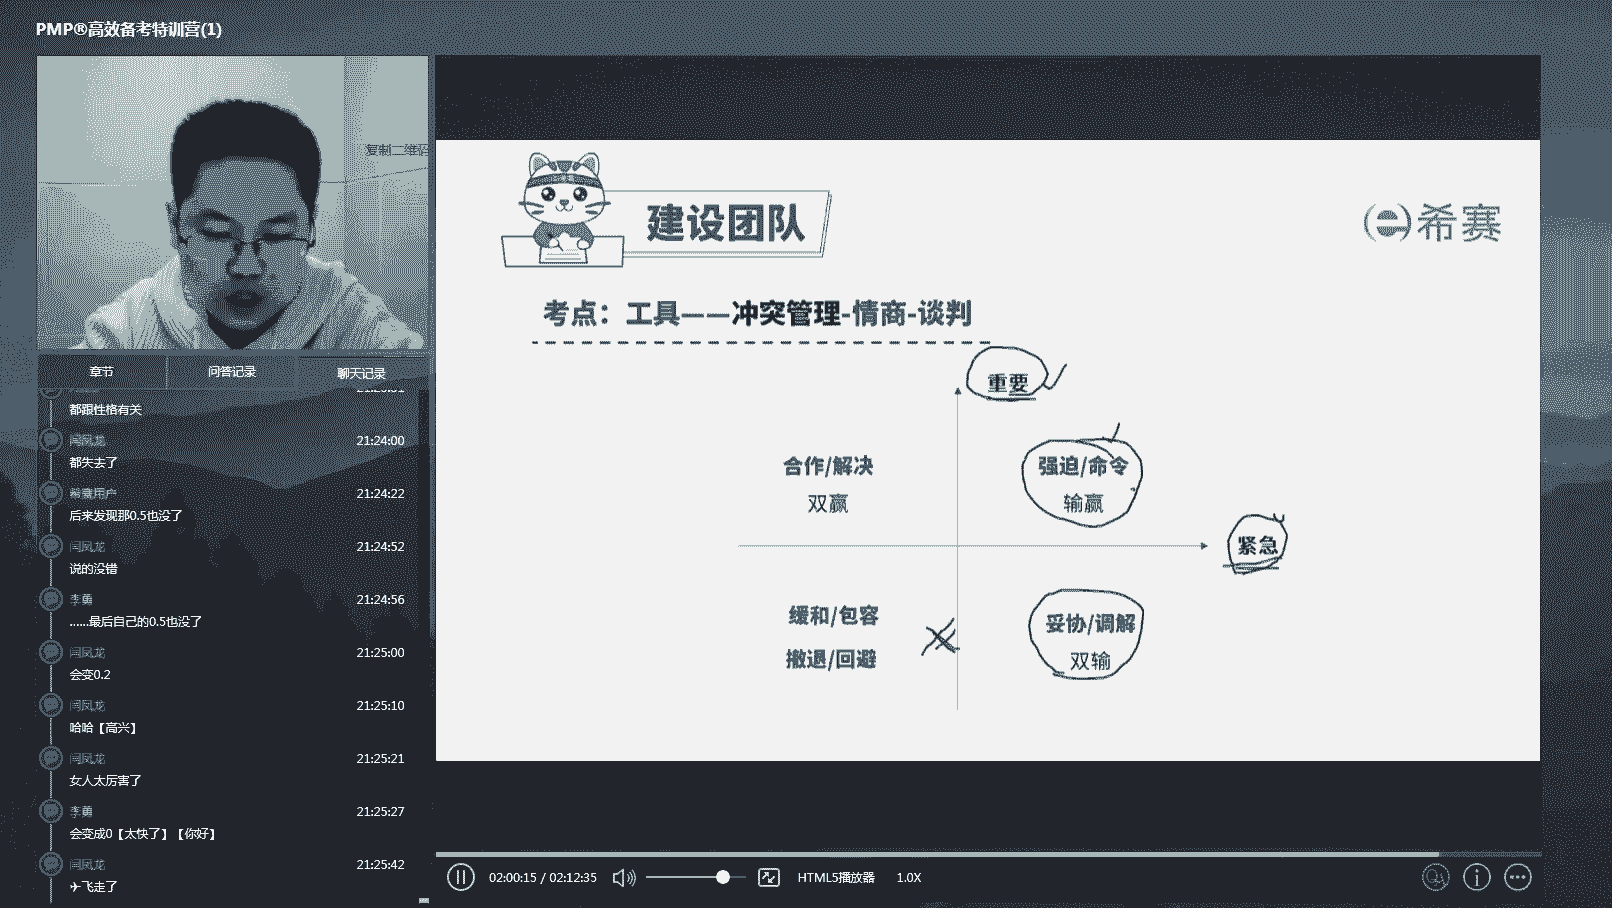 PMP®高效备考特训营(1)
复制二维码
章节
问答记录
聊天记录
都跟性格有关
闫凤龙
21:24:00
都失去了
希赛用户
21:24:22
后来发现那0.5也没了
闫凤龙
21:24:52
说的没错
李勇
21:24:56
......最后自己的0.5也没了
闫凤龙
21:25:00
会变0.2
闫凤龙
21:25:10
哈哈【高兴】
闫凤龙
21:25:21
女人太厉害了
李勇
21:25:27
会变成0【太快了】【你好】
闫凤龙
21:25:42
✈飞走了
建设团队
希赛
考点：工具——冲突管理-情商-谈判
重要
合作/解决
双赢
强迫/命令
输赢
紧急
缓和/包容
撤退/回避
妥协/调解
双输
02:00:15 / 02:12:35
HTML5播放器
1.0X